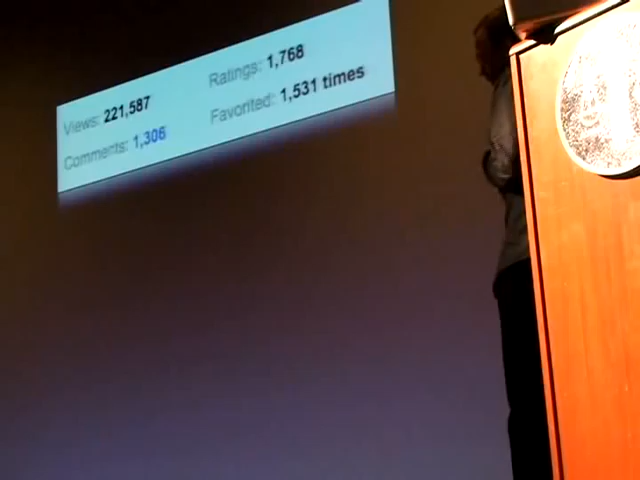 Views: 221,587 Ratings: 1,768
Comments: 1,306 Favorited: 1,531 times